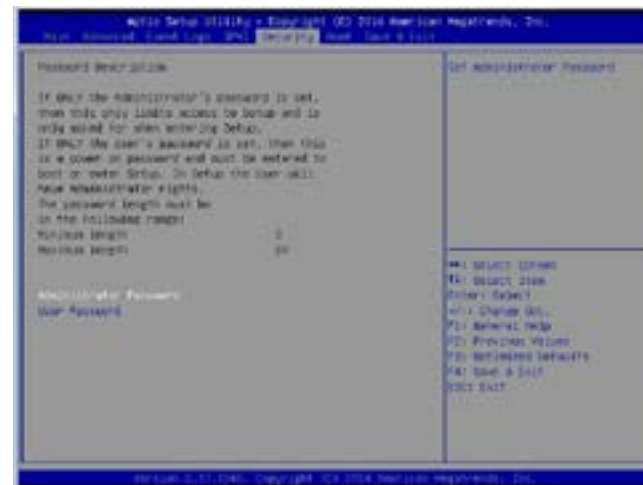 Aptio Setup Utility - Copyright (C) 2014 American Megatrends, Inc.
Main Advanced Event Logs IPMI Security Boot Save & Exit
Password Description
If ONLY the Administrator's password is set,
then this only limits access to Setup and is
only asked for when entering Setup.
If ONLY the User's password is set, then this
is a power on password and must be entered to
boot or enter Setup. In Setup the User will
have Administrator rights.
The password length must be
in the following range:
Minimum length 3
Maximum length 20
Administrator Password
User Password
Set Administrator Password
: Select Screen
: Select Item
Enter: Select
+/-: Change Opt.
F1: General Help
F2: Previous Values
F3: Optimized Defaults
F4: Save & Exit
ESC: Exit
Version Copyright (C) 2014 American Megatrends, Inc.